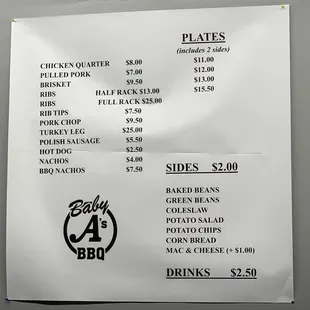 PLATES
(includes 2 sides)
$11.00
$12.00
$13.00
$15.50
CHICKEN QUARTER $8.00
PULLED PORK $7.00
BRISKET $9.50
RIBS HALF RACK $13.00
RIBS FULL RACK $25.00
RIB TIPS $7.50
PORK CHOP $9.50
TURKEY LEG $25.00
POLISH SAUSAGE $5.50
HOT DOG $2.50
NACHOS $4.00
BBQ NACHOS $7.50
SIDES $2.00
BAKED BEANS
GREEN BEANS
COLESLAW
POTATO SALAD
POTATO CHIPS
CORN BREAD
MAC & CHEESE (+ $1.00)
DRINKS $2.50
Baby
A's
BBQ